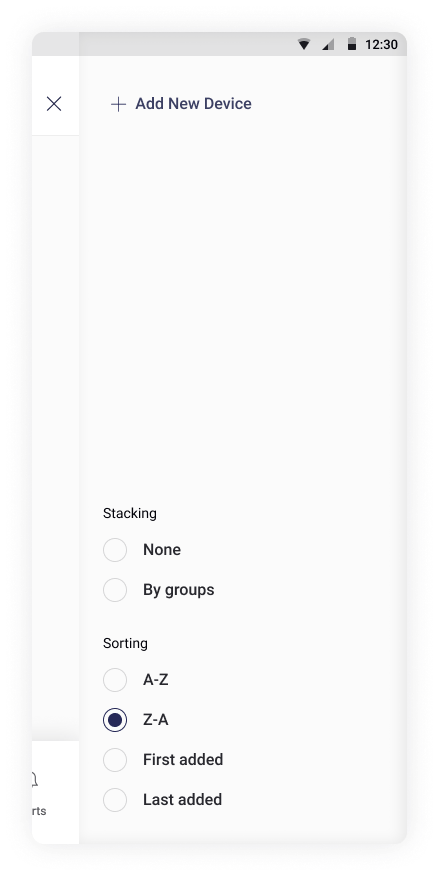 12:30
Add New Device
Stacking
None
By groups
Sorting
A-Z
Z-A
First added
Last added
rts